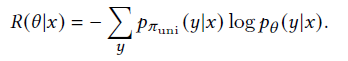 R(θ|x) = − ∑_y p_{π_uni}(y|x) log p_θ(y|x).